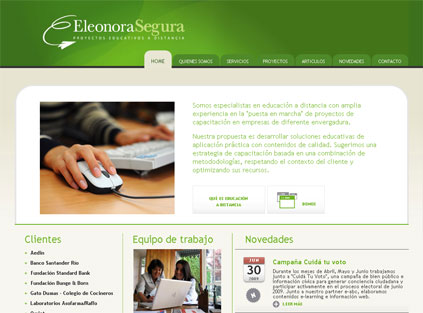 EleonoraSegura
PROYECTOS EDUCATIVOS A DISTANCIA
HOME
QUIENES SOMOS
SERVICIOS
PROYECTOS
ARTICULOS
NOVEDADES
CONTACTO
Somos especialistas en educación a distancia con amplia
experiencia en la "puesta en marcha" de proyectos de
capacitación en empresas de diferente envergadura.
Nuestra propuesta es desarrollar soluciones educativas de
aplicación práctica con contenidos de calidad. Sugerimos una
estrategia de capacitación basada en una combinación de
metodologías, respetando el contexto del cliente y
optimizando sus recursos.
QUÉ ES EDUCACIÓN
A DISTANCIA
DEMOS
Clientes
Andin
Banco Santander Rio
Fundación Standard Bank
Fundación Bunge & Born
Gato Dumas - Colegio de Cocineros
Laboratorios Asofarma/Raffo
Equipo de trabajo
Novedades
JUN
30
2009
Campaña Cuidá tu voto
Durante los meses de Abril, Mayo y Junio trabajamos
junto a "Cuidá Tu Voto", una campaña de bien público e
información cívica para generar conciencia ciudadana y
participar activamente en el proceso electoral de junio
2009. Junto a nuestro partner e&b, elaboramos
contenidos e-learning e información web.
LEER MÁS